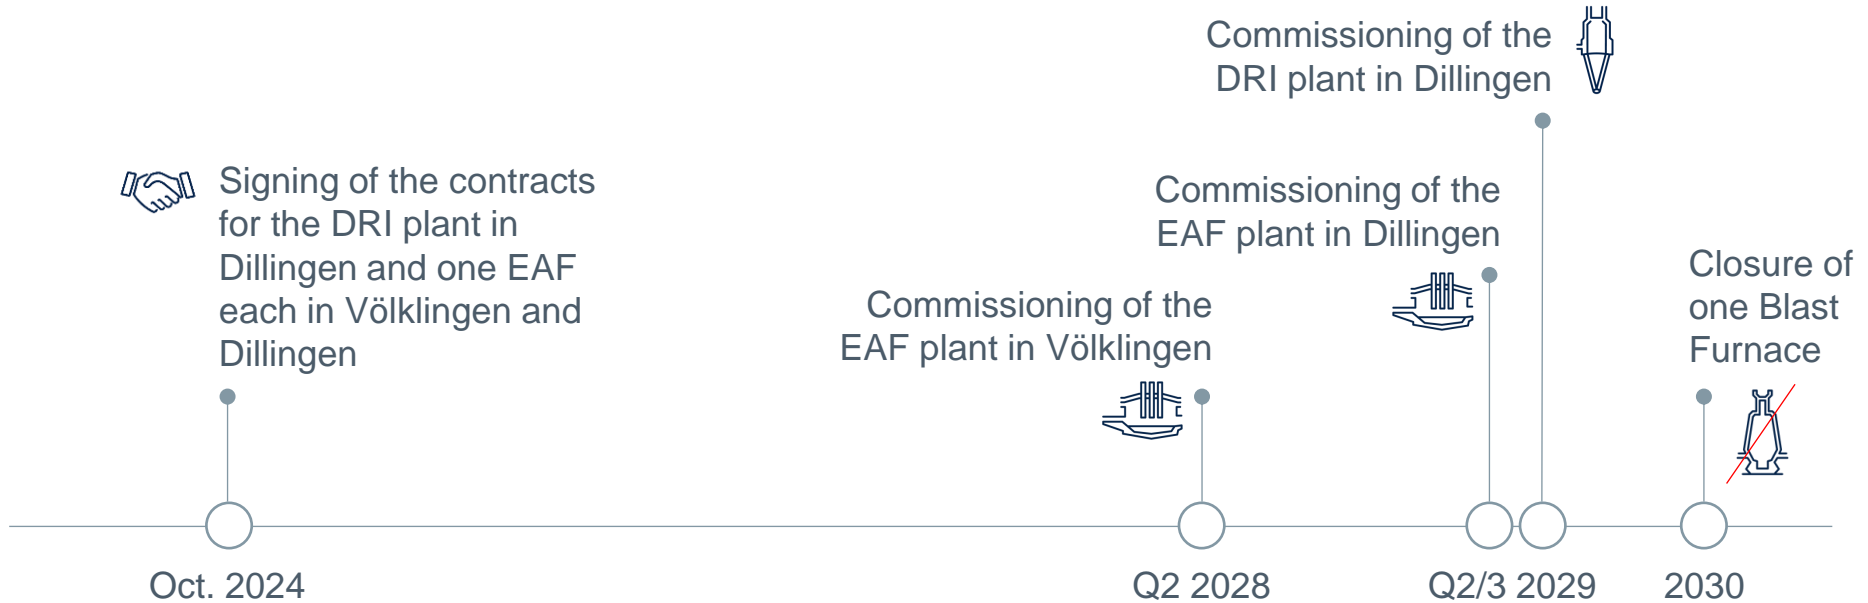 Signing of the contracts
for the DRI plant in
Dillingen and one EAF
each in Völklingen and
Dillingen
Commissioning of the
EAF plant in Völklingen
Commissioning of the
EAF plant in Dillingen
Commissioning of the
DRI plant in Dillingen
Closure of
one Blast
Furnace
Oct. 2024
Q2 2028
Q2/3 2029
2030